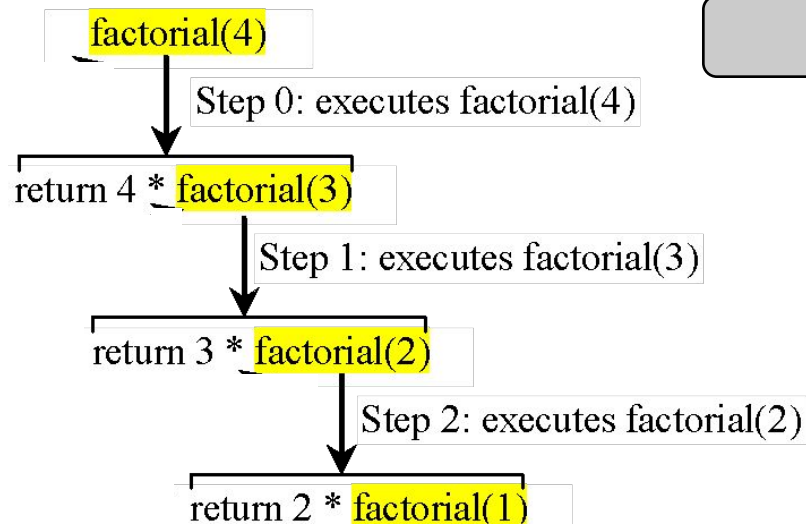 factorial(4)
Step 0: executes factorial(4)
return 4 * factorial(3)
Step 1: executes factorial(3)
return 3 * factorial(2)
Step 2: executes factorial(2)
return 2 * factorial(1)